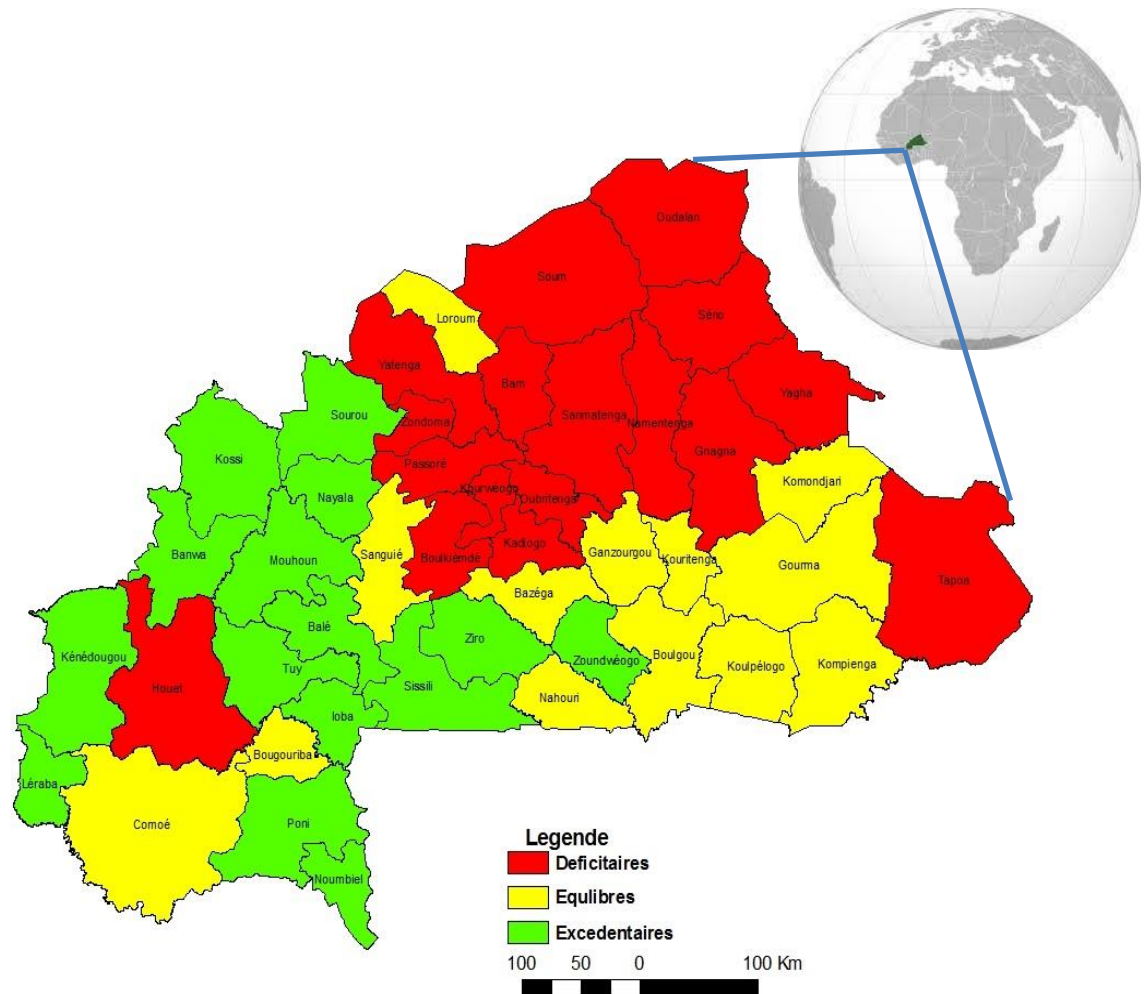 Oudalan
Soum
Séno
Loroum
Yatenga
Bam
Yagha
Sanmatenga
Namentenga
Sourou
Zondoma
Gnagna
Kossi
Passoré
Komondjari
Kourwéogo
Nayala
Oubritenga
Banwa
Mouhoun
Sanguié
Boulkiemdé
Kadiogo
Ganzourgou
Kouritenga
Gourma
Tapoa
Bazéga
Balé
Ziro
Kénédougou
Zoundwéogo
Boulgou
Koulpélogo
Kompienga
Tuy
Houet
Sissili
Nahouri
Ioba
Bougouriba
Léraba
Comoé
Poni
Noumbiel
Legende
Deficitaires
Equlibres
Excedentaires
100 50 0 100 Km